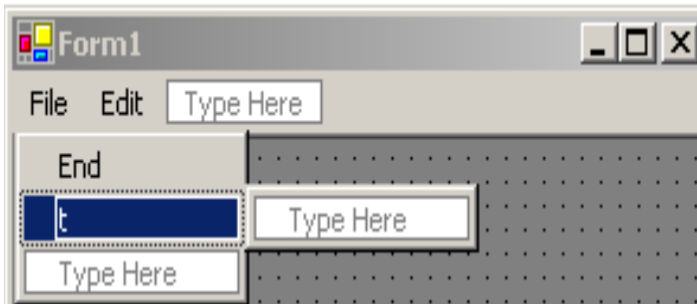 Form1
File Edit Type Here
End
t Type Here
Type Here